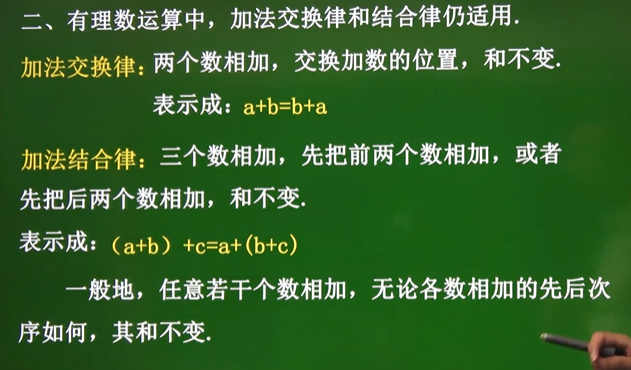 二、有理数运算中，加法交换律和结合律仍适用.
加法交换律：两个数相加，交换加数的位置，和不变.
表示成：a+b=b+a
加法结合律：三个数相加，先把前两个数相加，或者
先把后两个数相加，和不变.
表示成：（a+b）+c=a+(b+c)
一般地，任意若干个数相加，无论各数相加的先后次
序如何，其和不变.